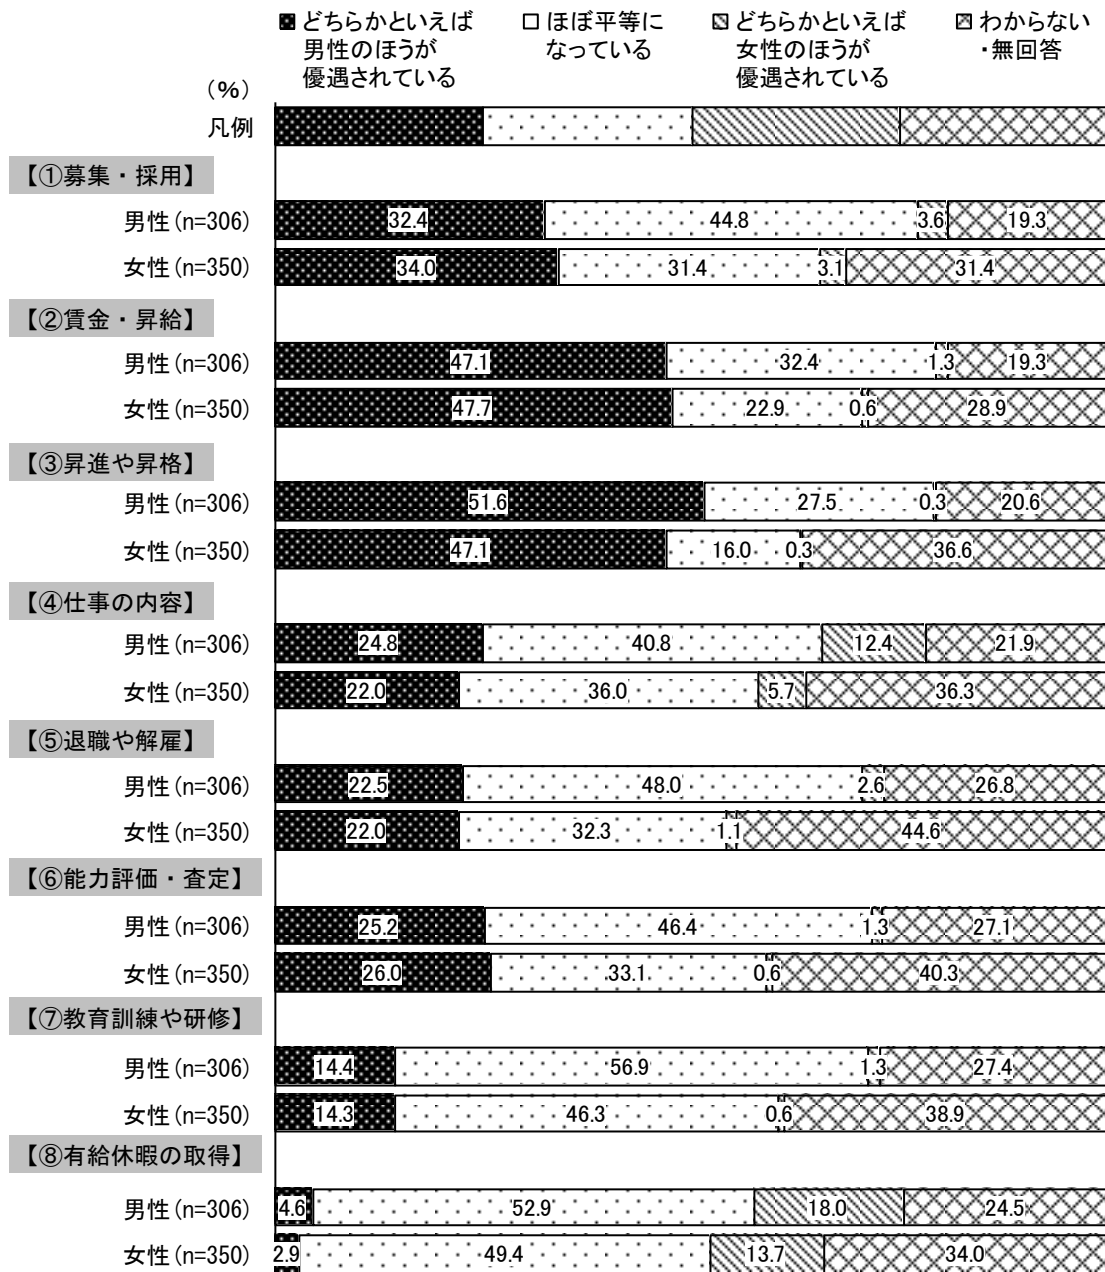 どちらかといえば 男性のほうが 優遇されている
ほぼ平等に なっている
どちらかといえば 女性のほうが 優遇されている
わからない ・無回答
(%)
凡例
【①募集・採用】
男性(n=306) 32.4 44.8 3.6 19.3
女性(n=350) 34.0 31.4 3.1 31.4
【②賃金・昇給】
男性(n=306) 47.1 32.4 1.3 19.3
女性(n=350) 47.7 22.9 0.6 28.9
【③昇進や昇格】
男性(n=306) 51.6 27.5 0.3 20.6
女性(n=350) 47.1 16.0 0.3 36.6
【④仕事の内容】
男性(n=306) 24.8 40.8 12.4 21.9
女性(n=350) 22.0 36.0 5.7 36.3
【⑤退職や解雇】
男性(n=306) 22.5 48.0 2.6 26.8
女性(n=350) 22.0 32.3 1.1 44.6
【⑥能力評価・査定】
男性(n=306) 25.2 46.4 1.3 27.1
女性(n=350) 26.0 33.1 0.6 40.3
【⑦教育訓練や研修】
男性(n=306) 14.4 56.9 1.3 27.4
女性(n=350) 14.3 46.3 0.6 38.9
【⑧有給休暇の取得】
男性(n=306) 4.6 52.9 18.0 24.5
女性(n=350) 2.9 49.4 13.7 34.0